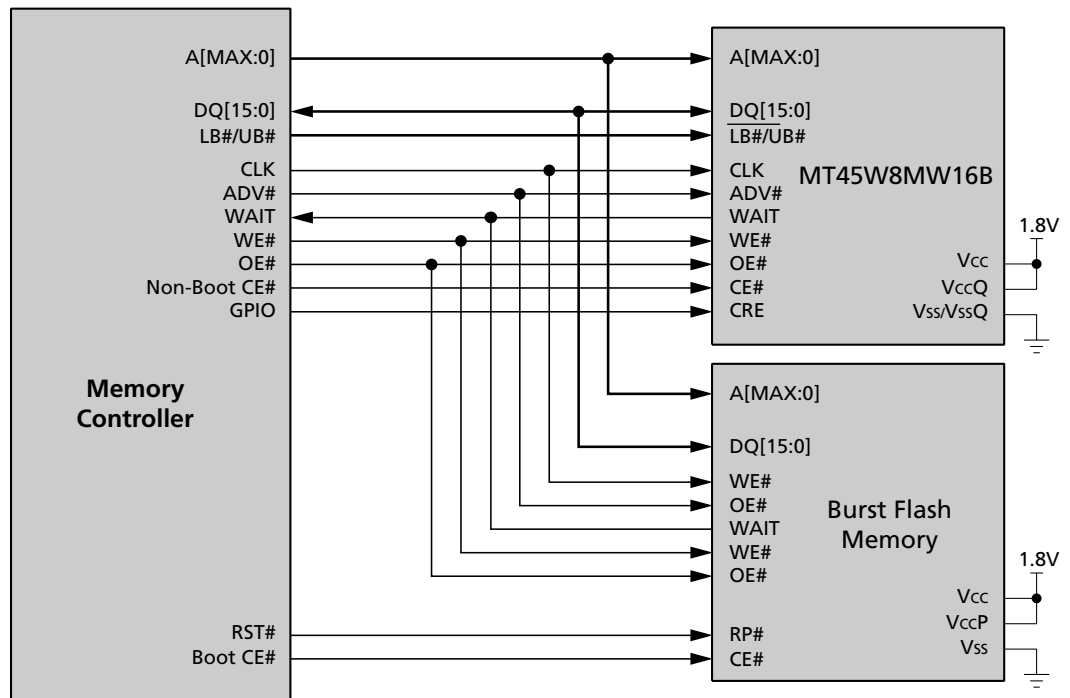 A[MAX:0]
DQ[15:0]
LB#/UB#
CLK
ADV#
WAIT
WE#
OE#
Non-Boot CE#
GPIO
Memory
Controller
RST#
Boot CE#
A[MAX:0]
DQ[15:0]
LB#/UB#
CLK
ADV#
WAIT
WE#
OE#
CE#
CRE
MT45W8MW16B
1.8V
Vcc
VccQ
Vss/VssQ
A[MAX:0]
DQ[15:0]
WE#
OE#
WAIT
WE#
OE#
RP#
CE#
Burst Flash
Memory
1.8V
Vcc
VccP
Vss